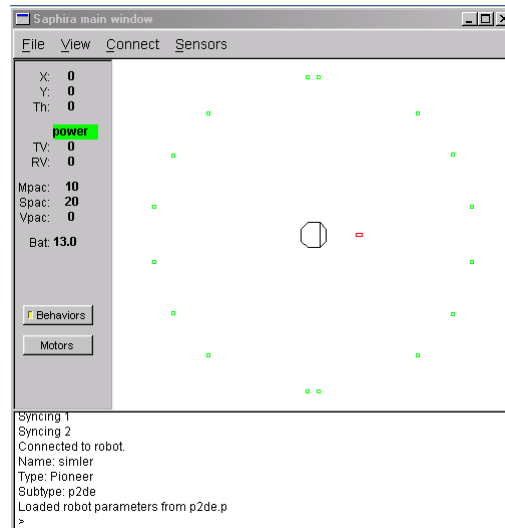 Saphira main window
File View Connect Sensors
X: 0
Y: 0
Th: 0
power
TV: 0
RV: 0
Mpac: 10
Spac: 20
Vpac: 0
Bat: 13.0
Behaviors
Motors
Syncing 1
Syncing 2
Connected to robot.
Name: simler
Type: Pioneer
Subtype: p2de
Loaded robot parameters from p2de.p
>